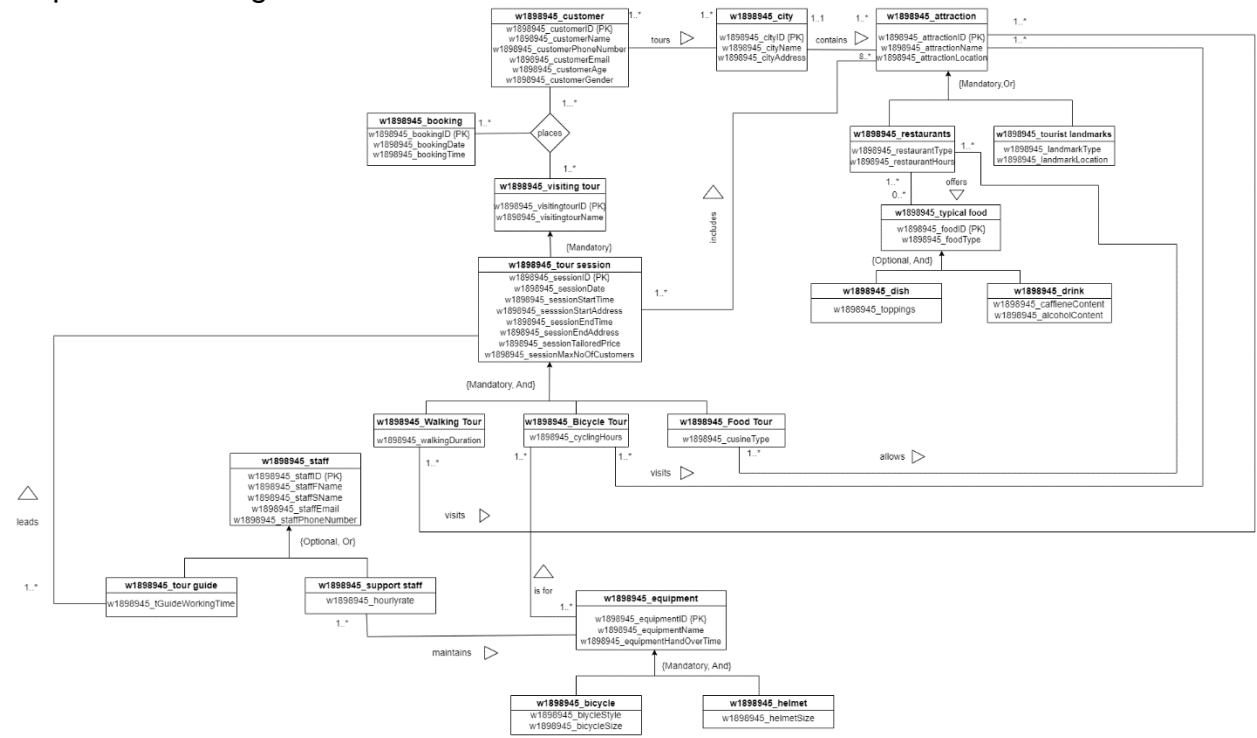 w1898945_customer
w1898945_customerID {PK}
w1898945_customerName
w1898945_customerPhoneNumber
w1898945_customerEmail
w1898945_customerAge
w1898945_customerGender
1..*
tours
1..*
w1898945_city
w1898945_cityID {PK}
w1898945_cityName
w1898945_cityAddress
1..1
contains
1..*
w1898945_attraction
w1898945_attractionID {PK}
w1898945_attractionName
w1898945_attractionLocation
1..*
1..*
8..*
{Mandatory,Or}
1...*
w1898945_booking
w1898945_bookingID {PK}
w1898945_bookingDate
w1898945_bookingTime
1..*
places
1..*
w1898945_restaurants
w1898945_restaurantType
w1898945_restaurantHours
1..*
w1898945_tourist landmarks
w1898945_landmarkType
w1898945_landmarkLocation
1..*
offers
0..*
w1898945_visiting tour
w1898945_visitingtourID {PK}
w1898945_visitingtourName
includes
w1898945_typical food
w1898945_foodID {PK}
w1898945_foodType
{Mandatory}
{Optional, And}
w1898945_tour session
w1898945_sessionID {PK}
w1898945_sessionDate
w1898945_sessionStartTime
w1898945_sesssionStartAddress
w1898945_sessionEndTime
w1898945_sessionEndAddress
w1898945_sessionTailoredPrice
w1898945_sessionMaxNoOfCustomers
1..*
w1898945_dish
w1898945_toppings
w1898945_drink
w1898945_caffieneContent
w1898945_alcoholContent
{Mandatory, And}
w1898945_Walking Tour
w1898945_walkingDuration
w1898945_Bicycle Tour
w1898945_cyclingHours
w1898945_Food Tour
w1898945_cusineType
1..*
1..*
1..*
1..*
allows
visits
visits
w1898945_staff
w1898945_staffID {PK}
w1898945_staffFName
w1898945_staffSName
w1898945_staffEmail
w1898945_staffPhoneNumber
leads
{Optional, Or}
1..*
w1898945_tour guide
w1898945_tGuideWorkingTime
w1898945_support staff
w1898945_hourlyrate
1..*
is for
1..*
w1898945_equipment
w1898945_equipmentID {PK}
w1898945_equipmentName
w1898945_equipmentHandOverTime
maintains
{Mandatory, And}
w1898945_bicycle
w1898945_biycleStyle
w1898945_bicycleSize
w1898945_helmet
w1898945_helmetSize